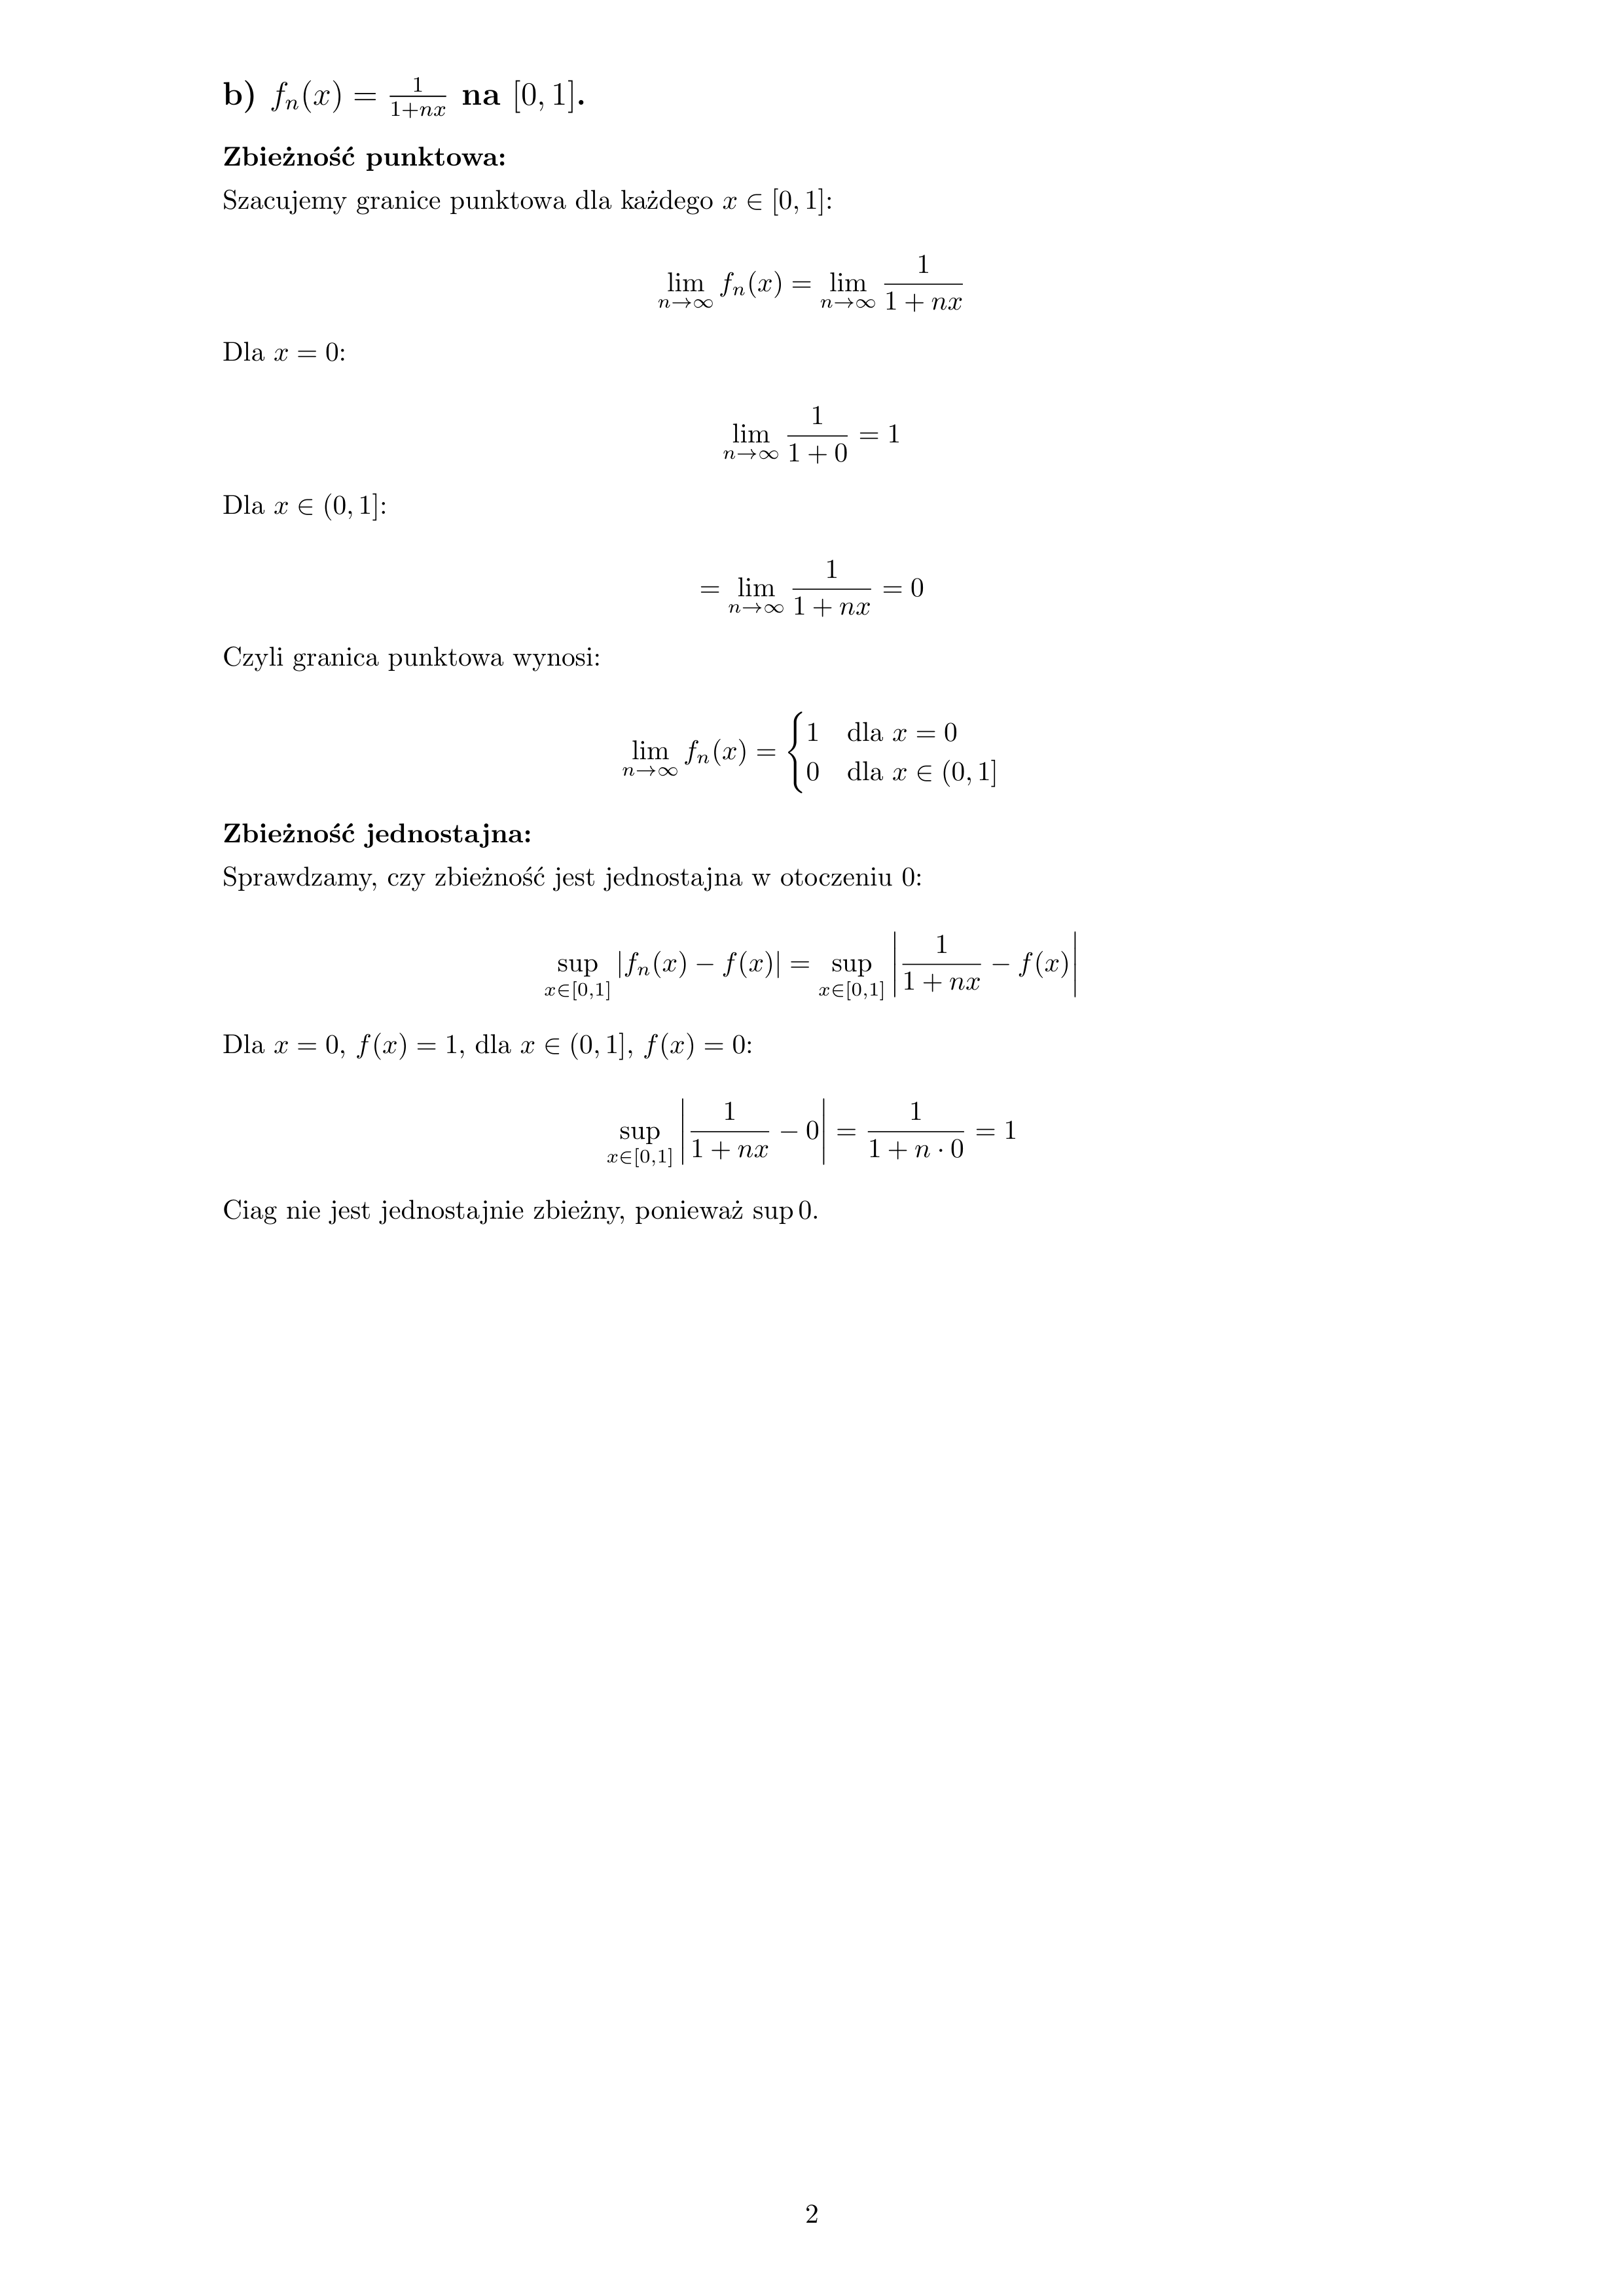 b) $f_n(x) = \frac{1}{1+nx}$ na $[0, 1]$.
Zbieżność punktowa:
Szacujemy granice punktowa dla każdego $x \in [0, 1]$:
$\lim_{n \to \infty} f_n(x) = \lim_{n \to \infty} \frac{1}{1 + nx}$
Dla $x = 0$:
$\lim_{n \to \infty} \frac{1}{1 + 0} = 1$
Dla $x \in (0, 1]$:
$= \lim_{n \to \infty} \frac{1}{1 + nx} = 0$
Czyli granica punktowa wynosi:
$\lim_{n \to \infty} f_n(x) = \begin{cases} 1 & \text{dla } x = 0 \\ 0 & \text{dla } x \in (0, 1] \end{cases}$
Zbieżność jednostajna:
Sprawdzamy, czy zbieżność jest jednostajna w otoczeniu 0:
$\sup_{x \in [0,1]} |f_n(x) - f(x)| = \sup_{x \in [0,1]} \left| \frac{1}{1 + nx} - f(x) \right|$
Dla $x = 0$, $f(x) = 1$, dla $x \in (0, 1]$, $f(x) = 0$:
$\sup_{x \in [0,1]} \left| \frac{1}{1 + nx} - 0 \right| = \frac{1}{1 + n \cdot 0} = 1$
Ciag nie jest jednostajnie zbieżny, ponieważ $\sup 0$.
2